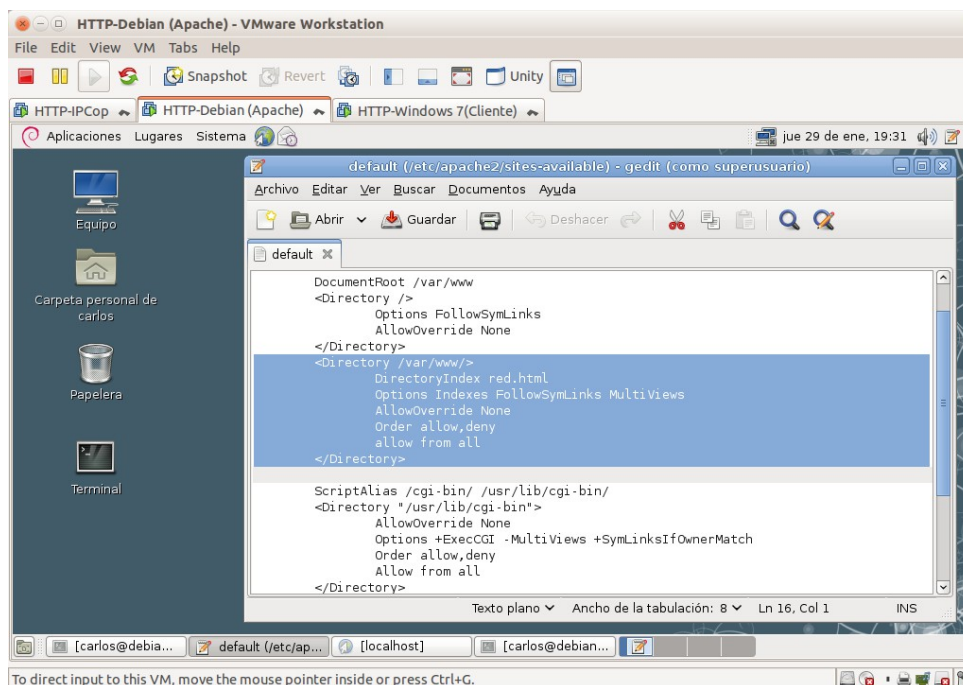 HTTP-Debian (Apache) - VMware Workstation
File Edit View VM Tabs Help
Snapshot Revert Unity
HTTP-IPCop HTTP-Debian (Apache) HTTP-Windows 7(Cliente)
Aplicaciones Lugares Sistema jue 29 de ene, 19:31
default (/etc/apache2/sites-available) - gedit (como superusuario)
Archivo Editar Ver Buscar Documentos Ayuda
Abrir Guardar Deshacer
default
Equipo
Carpeta personal de
carlos
Papelera
Terminal
DocumentRoot /var/www
<Directory />
Options FollowSymLinks
AllowOverride None
</Directory>
<Directory /var/www/>
DirectoryIndex red.html
Options Indexes FollowSymLinks MultiViews
AllowOverride None
Order allow,deny
allow from all
</Directory>
ScriptAlias /cgi-bin/ /usr/lib/cgi-bin/
<Directory "/usr/lib/cgi-bin">
AllowOverride None
Options +ExecCGI -MultiViews +SymLinksIfOwnerMatch
Order allow,deny
Allow from all
</Directory>
Texto plano Ancho de la tabulación: 8 Ln 16, Col 1 INS
[carlos@debia... default (/etc/ap... [localhost] [carlos@debian...
To direct input to this VM, move the mouse pointer inside or press Ctrl+G.